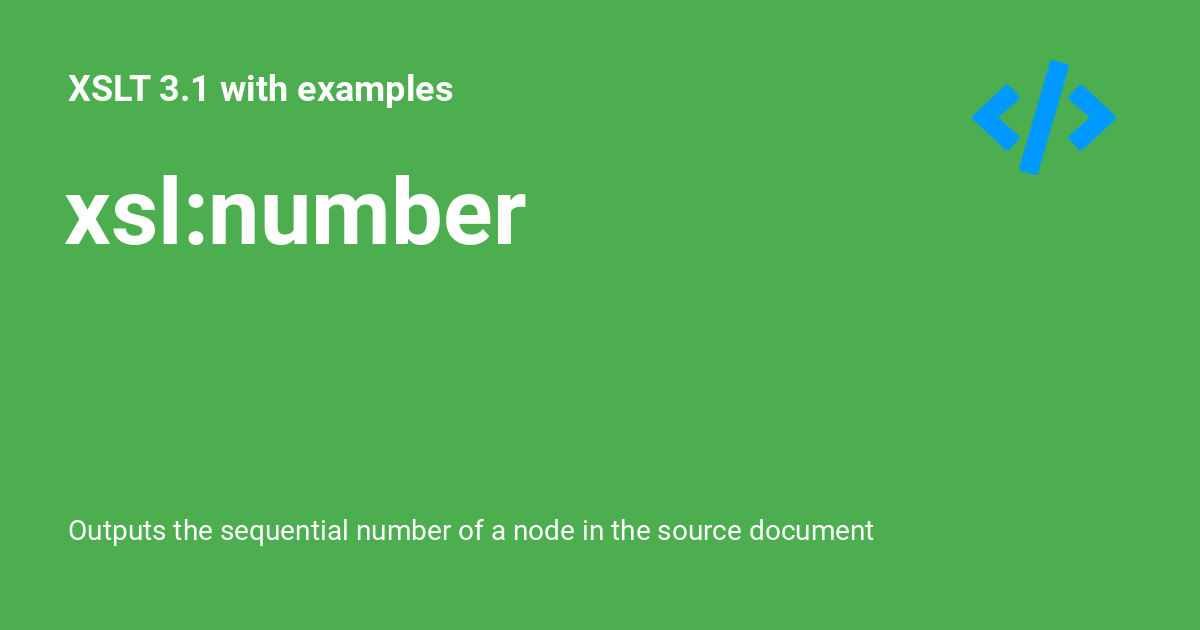 XSLT 3.1 with examples
xsl:number
Outputs the sequential number of a node in the source document